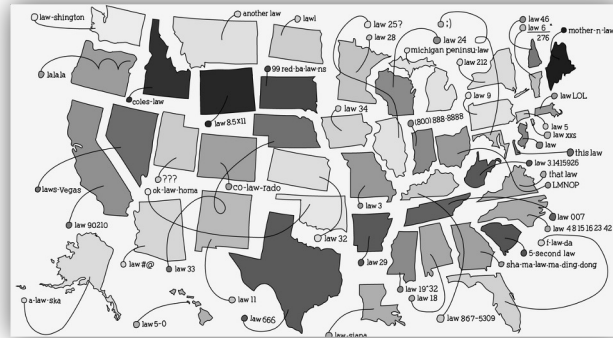 law-shington
another law
law1
law 25?
;)
law 46
law 6
276
mother-n-law
law 28
law 24
michigan peninsu-law
law 212
lalala
99 red-ba-law-ns
coles-law
law 9
law LOL
law 8.5x11
law 34
(800) 888-8888
law 5
law xxs
law
this law
???
law 3.1415926
laws-Vegas
ok-law-homa
co-law-rado
that law
LMNOP
law 3
law 90210
law 007
law 32
law 4 8 15 16 23 42
f-law-da
law #@
law 33
law 29
5-second law
sha-ma-law-ma-ding-dong
a-law-ska
law 11
law 19*32
law 18
law 5-0
law 666
law 867-5309